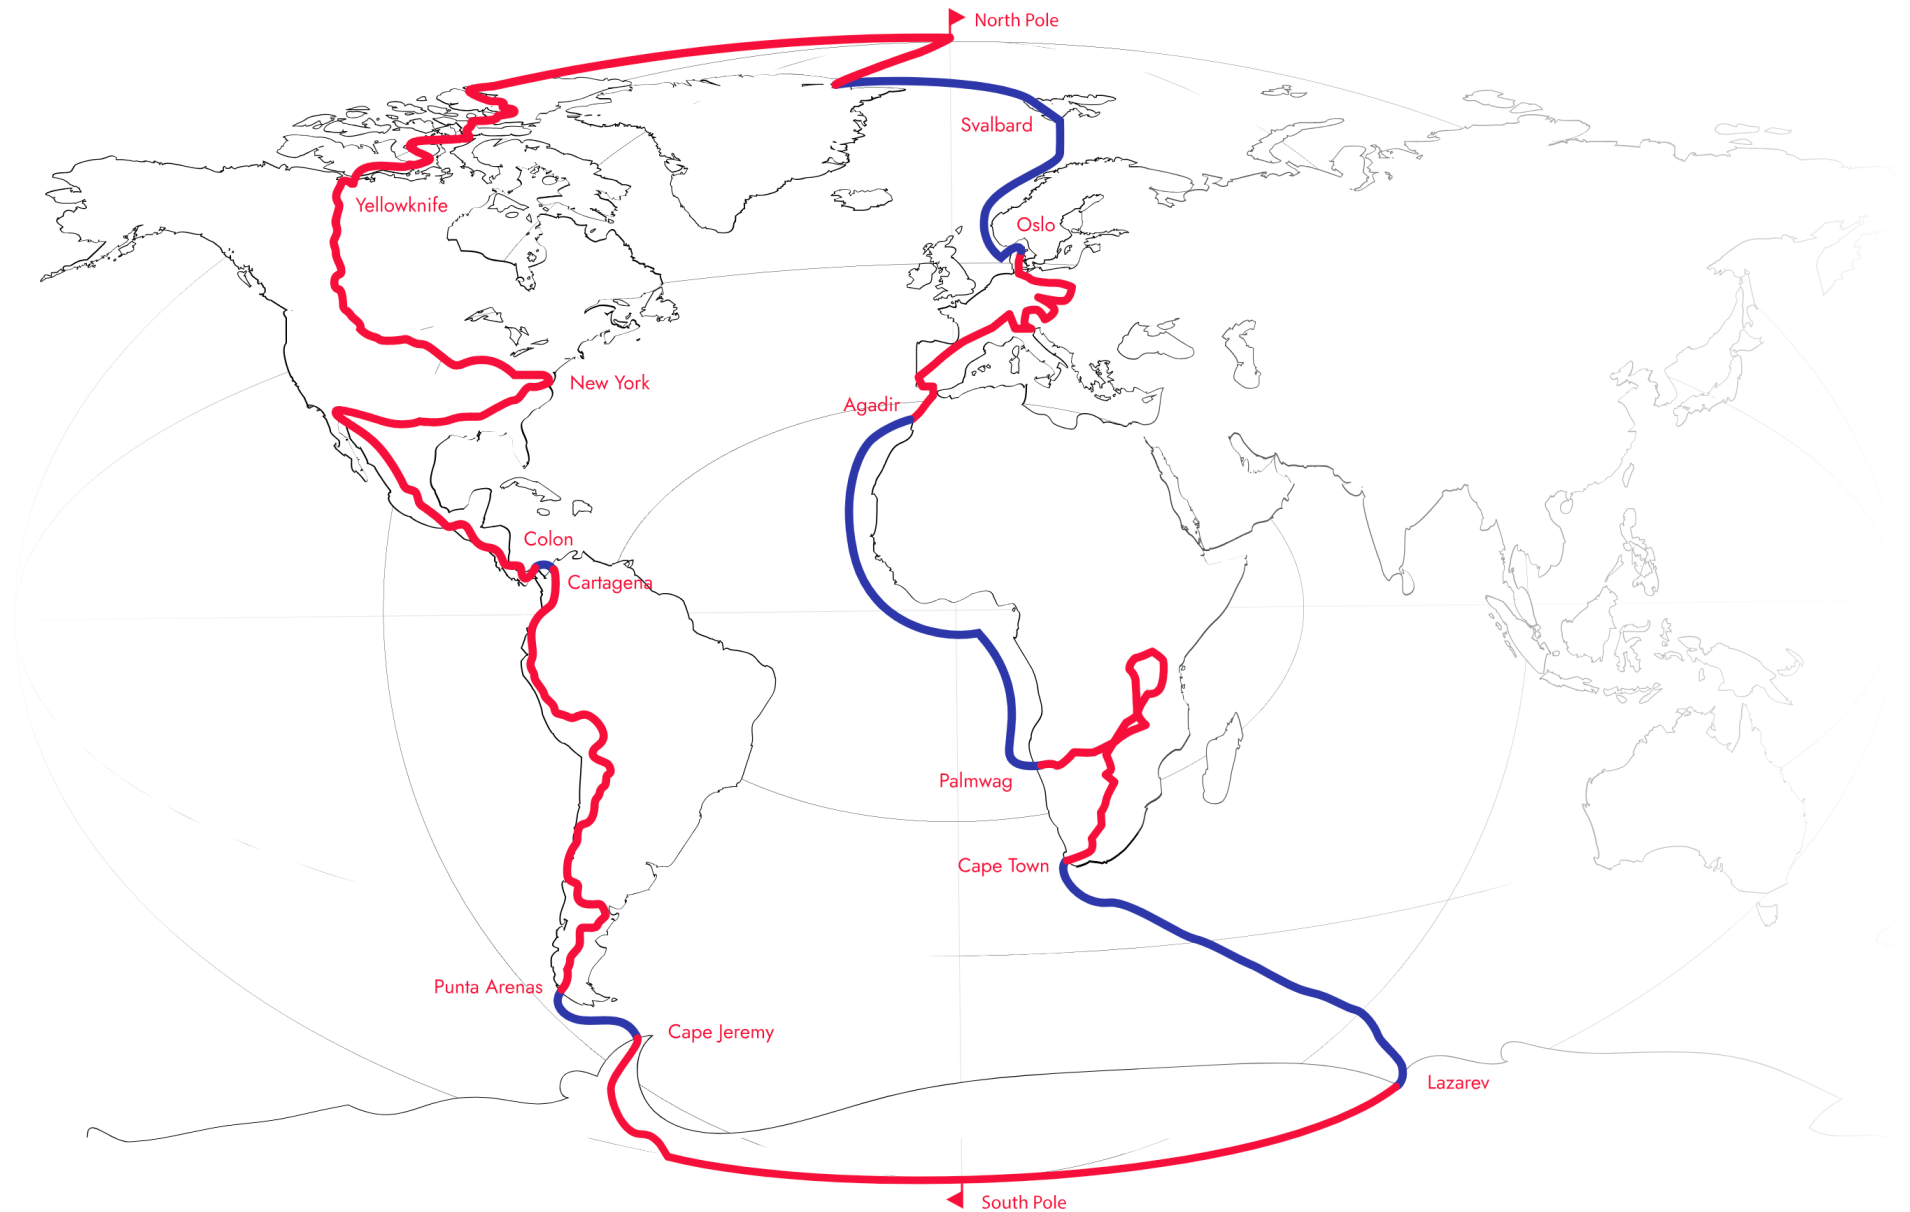 North Pole
Svalbard
Yellowknife
Oslo
New York
Agadir
Colon
Cartagena
Palmwag
Cape Town
Punta Arenas
Cape Jeremy
Lazarev
South Pole